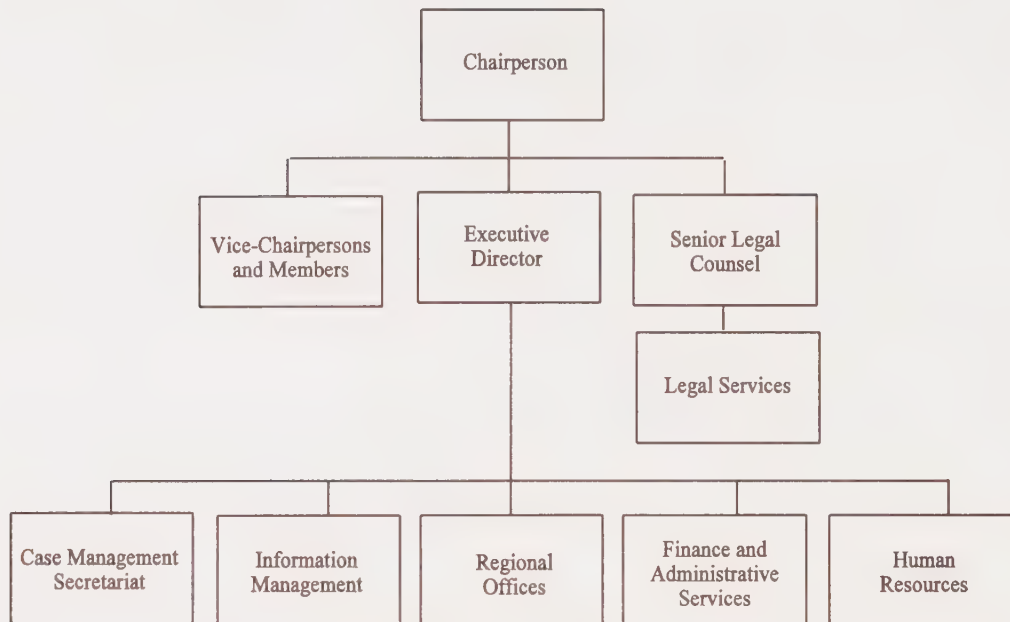 Chairperson
Vice-Chairpersons
and Members
Executive
Director
Senior Legal
Counsel
Legal Services
Case Management
Secretariat
Information
Management
Regional
Offices
Finance and
Administrative
Services
Human
Resources